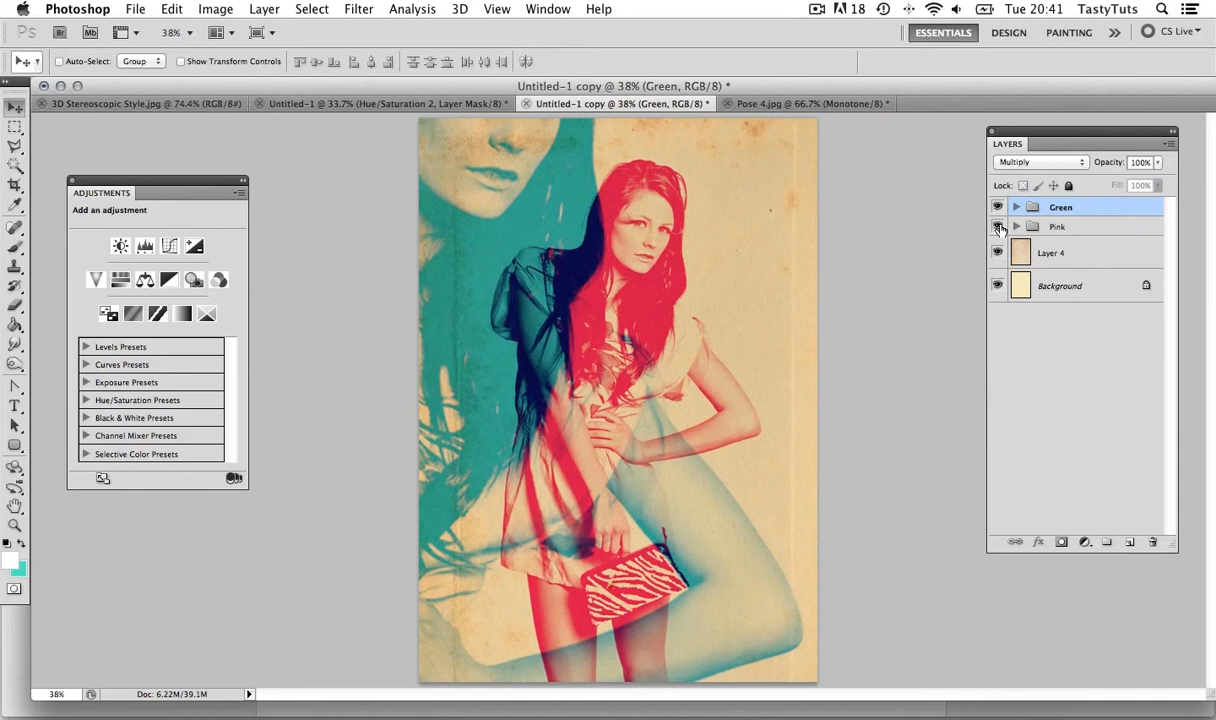 Photoshop File Edit Image Layer Select Filter Analysis 3D View Window Help 18 Tue 20:41 TastyTuts
Ps Br Mb 38% ESSENTIALS DESIGN PAINTING CS Live
Auto-Select: Group Show Transform Controls
Untitled-1 copy @ 38% (Green, RGB/8) *
3D Stereoscopic Style.jpg @ 74.4% (RGB/8#) Untitled-1 @ 33.7% (Hue/Saturation 2, Layer Mask/8) * Untitled-1 copy @ 38% (Green, RGB/8) * Pose 4.jpg @ 66.7% (Monotone/8) *
LAYERS
Multiply Opacity: 100%
Lock: Fill: 100%
Green
Pink
Layer 4
Background
ADJUSTMENTS
Add an adjustment
Levels Presets
Curves Presets
Exposure Presets
Hue/Saturation Presets
Black & White Presets
Channel Mixer Presets
Selective Color Presets
38% Doc: 6.22M/39.1M